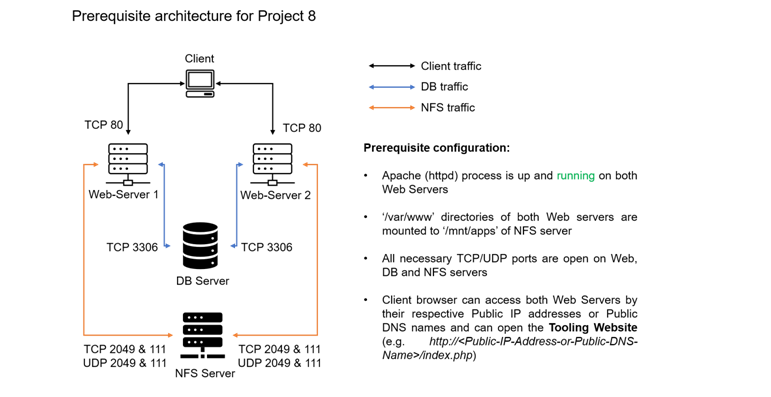 Prerequisite architecture for Project 8
Client
TCP 80
TCP 80
Web-Server 1
Web-Server 2
TCP 3306
TCP 3306
DB Server
TCP 2049 & 111
UDP 2049 & 111
TCP 2049 & 111
UDP 2049 & 111
NFS Server
Client traffic
DB traffic
NFS traffic
Prerequisite configuration:
• Apache (httpd) process is up and running on both
Web Servers
• ‘/var/www’ directories of both Web servers are
mounted to ‘/mnt/apps’ of NFS server
• All necessary TCP/UDP ports are open on Web,
DB and NFS servers
• Client browser can access both Web Servers by
their respective Public IP addresses or Public
DNS names and can open the Tooling Website
(e.g. http://<Public-IP-Address-or-Public-DNS-
Name>/index.php)